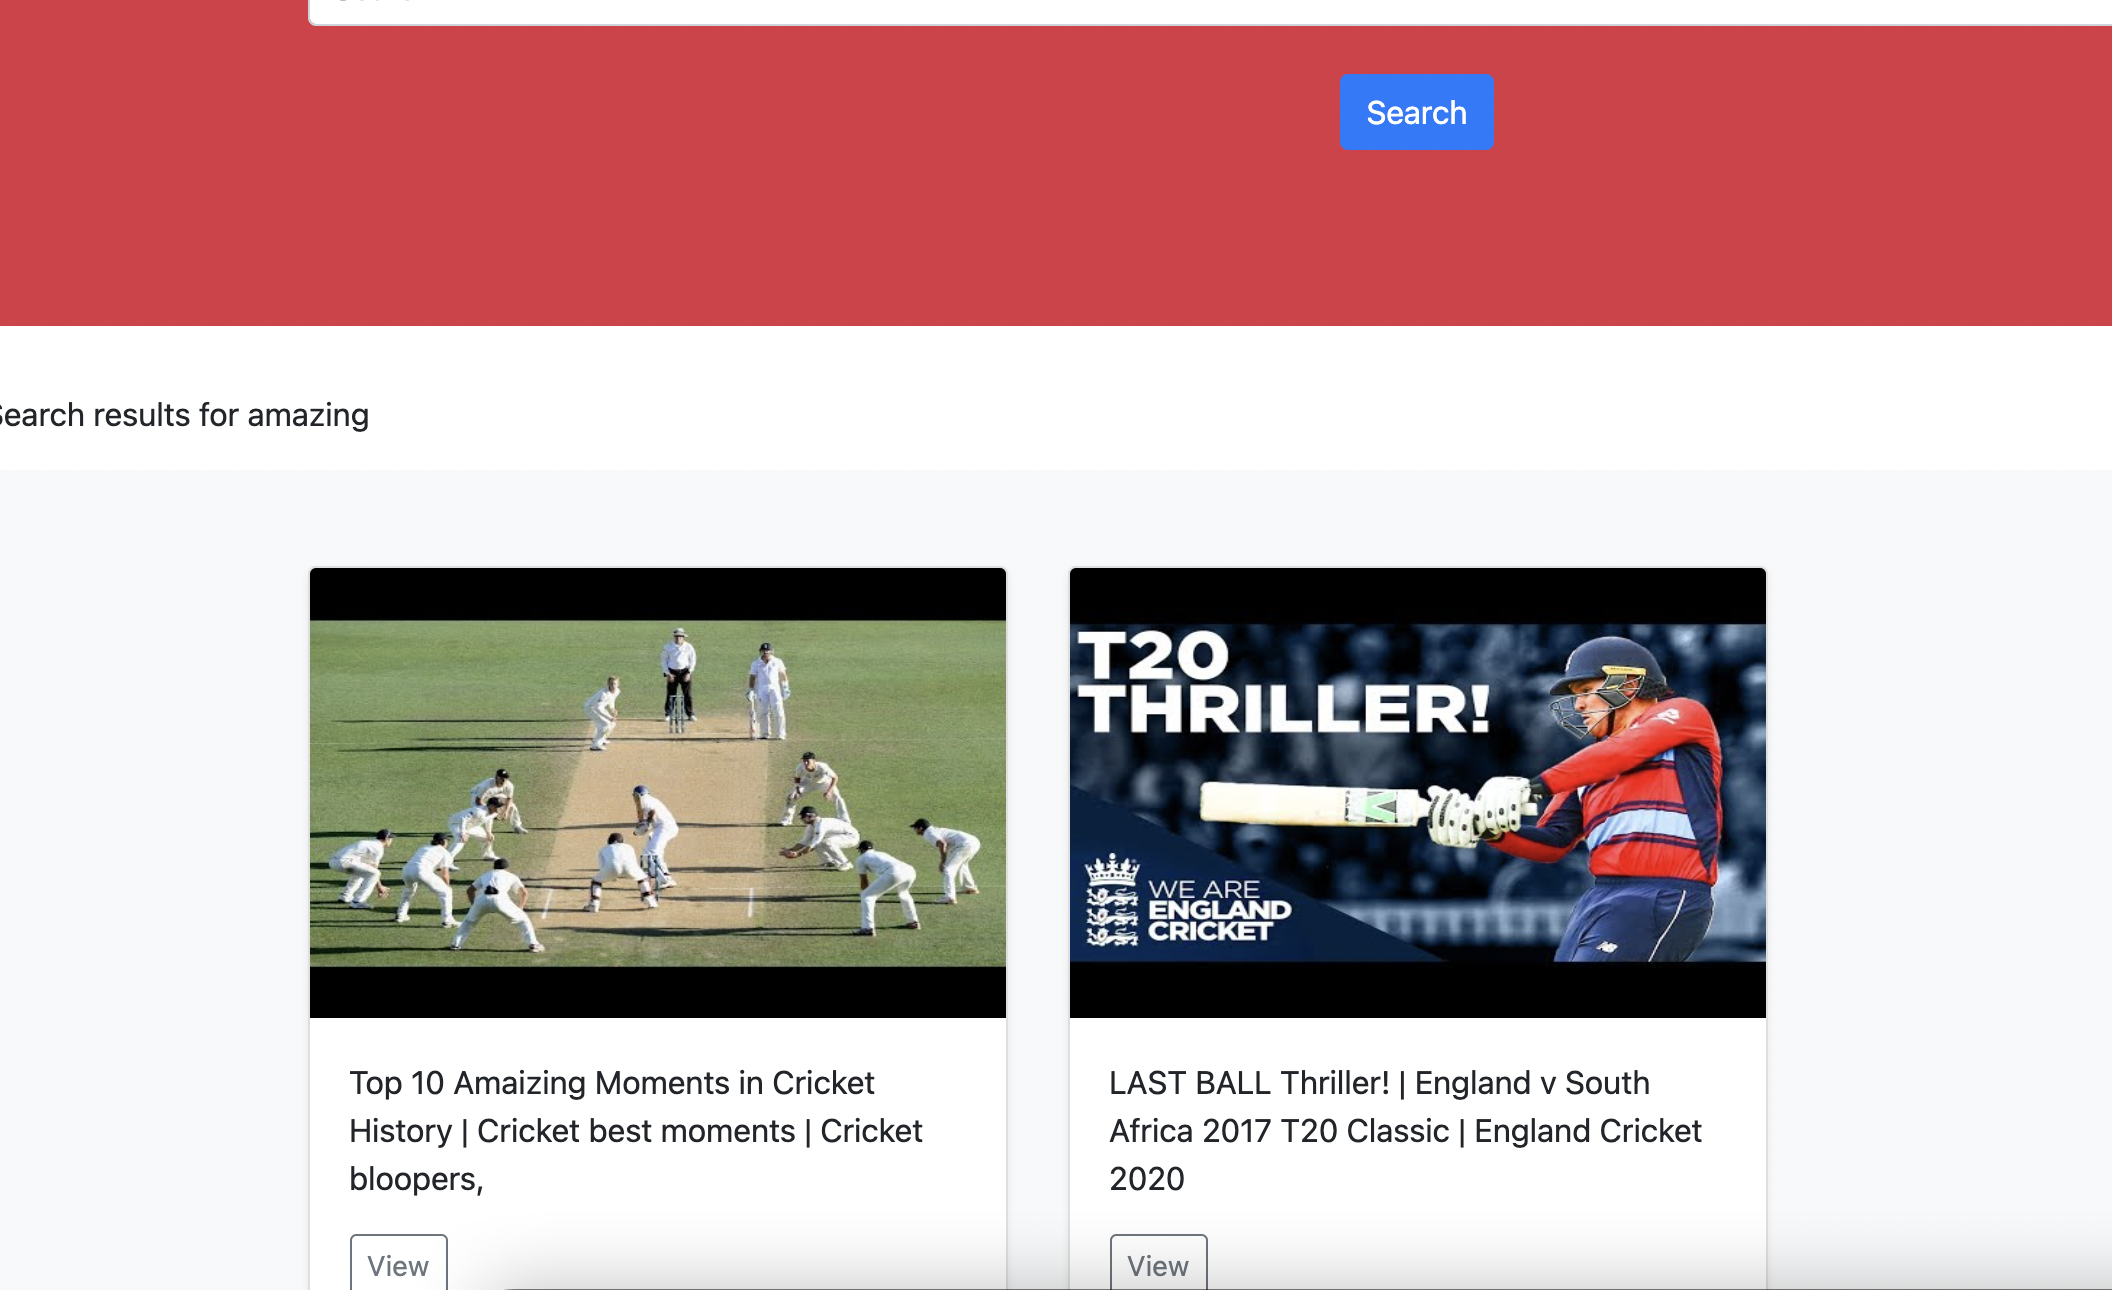 Search
Search results for amazing
T20
THRILLER!
WE ARE
ENGLAND
CRICKET
Top 10 Amaizing Moments in Cricket
History | Cricket best moments | Cricket
bloopers,
LAST BALL Thriller! | England v South
Africa 2017 T20 Classic | England Cricket
2020
View
View